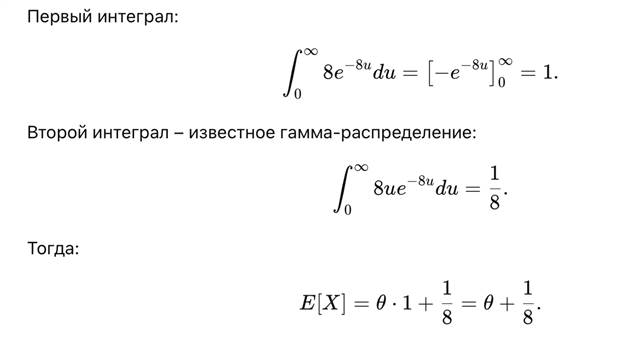 Первый интеграл:
∫₀^∞ 8e^{−8u}du = [−e^{−8u}]₀^∞ = 1.
Второй интеграл – известное гамма-распределение:
∫₀^∞ 8ue^{−8u}du = 1/8.
Тогда:
E[X] = θ · 1 + 1/8 = θ + 1/8.